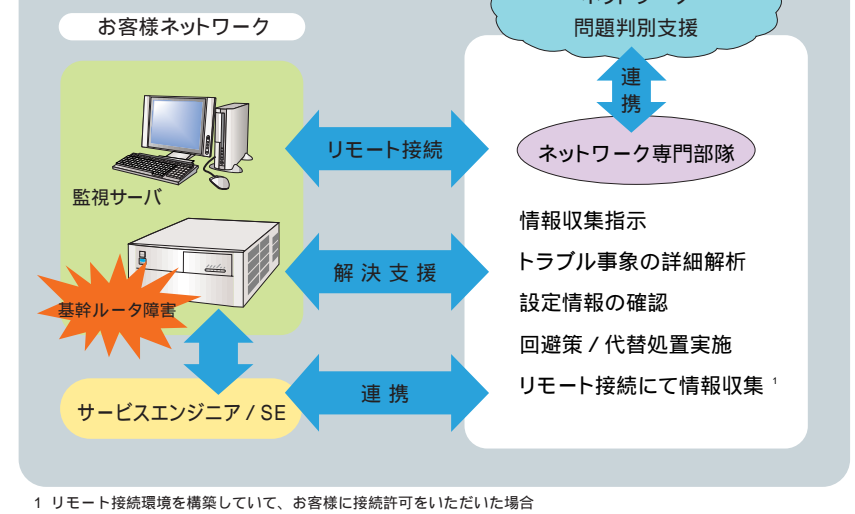 お客様ネットワーク
問題判別支援
連
携
リモート接続
ネットワーク専門部隊
監視サーバ
情報収集指示
トラブル事象の詳細解析
解決支援
設定情報の確認
基幹ルータ障害
回避策 / 代替処置実施
リモート接続にて情報収集 1
連携
サービスエンジニア / SE
1 リモート接続環境を構築していて、お客様に接続許可をいただいた場合